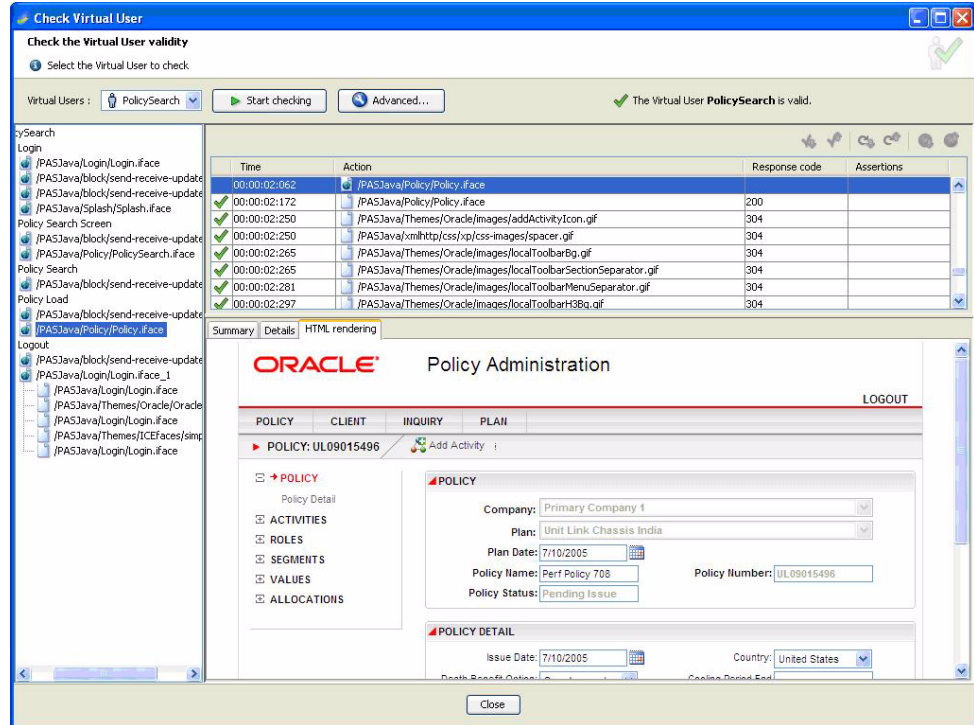 Check Virtual User
Check the Virtual User validity
Select the Virtual User to check
Virtual Users : PolicySearch Start checking Advanced... The Virtual User PolicySearch is valid.
cySearch
Login
/PASJava/Login/Login.iface
/PASJava/block/send-receive-update
/PASJava/block/send-receive-update
/PASJava/Splash/Splash.iface
Policy Search Screen
/PASJava/block/send-receive-update
/PASJava/Policy/PolicySearch.iface
Policy Search
/PASJava/block/send-receive-update
Policy Load
/PASJava/block/send-receive-update
/PASJava/Policy/Policy.iface
Logout
/PASJava/block/send-receive-update
/PASJava/Login/Login.iface_1
/PASJava/Login/Login.iface
/PASJava/Themes/Oracle/Oracle
/PASJava/Login/Login.iface
/PASJava/Themes/ICEfaces/simp
/PASJava/Login/Login.iface
Time Action Response code Assertions
00:00:02:062 /PASJava/Policy/Policy.iface
00:00:02:172 /PASJava/Policy/Policy.iface 200
00:00:02:250 /PASJava/Themes/Oracle/images/addActivityIcon.gif 304
00:00:02:250 /PASJava/xmlhttp/css/xp/css-images/spacer.gif 304
00:00:02:265 /PASJava/Themes/Oracle/images/localToolbarBg.gif 304
00:00:02:265 /PASJava/Themes/Oracle/images/localToolbarSectionSeparator.gif 304
00:00:02:281 /PASJava/Themes/Oracle/images/localToolbarMenuSeparator.gif 304
00:00:02:297 /PASJava/Themes/Oracle/images/localToolbarH3Bg.gif 304
Summary Details HTML rendering
ORACLE Policy Administration
LOGOUT
POLICY CLIENT INQUIRY PLAN
POLICY: UL09015496 Add Activity
POLICY
Policy Detail
ACTIVITIES
ROLES
SEGMENTS
VALUES
ALLOCATIONS
POLICY
Company: Primary Company 1
Plan: Unit Link Chassis India
Plan Date: 7/10/2005
Policy Name: Perf Policy 708 Policy Number: UL09015496
Policy Status: Pending Issue
POLICY DETAIL
Issue Date: 7/10/2005 Country: United States
Death Benefit Option: Cooling Period End
Close